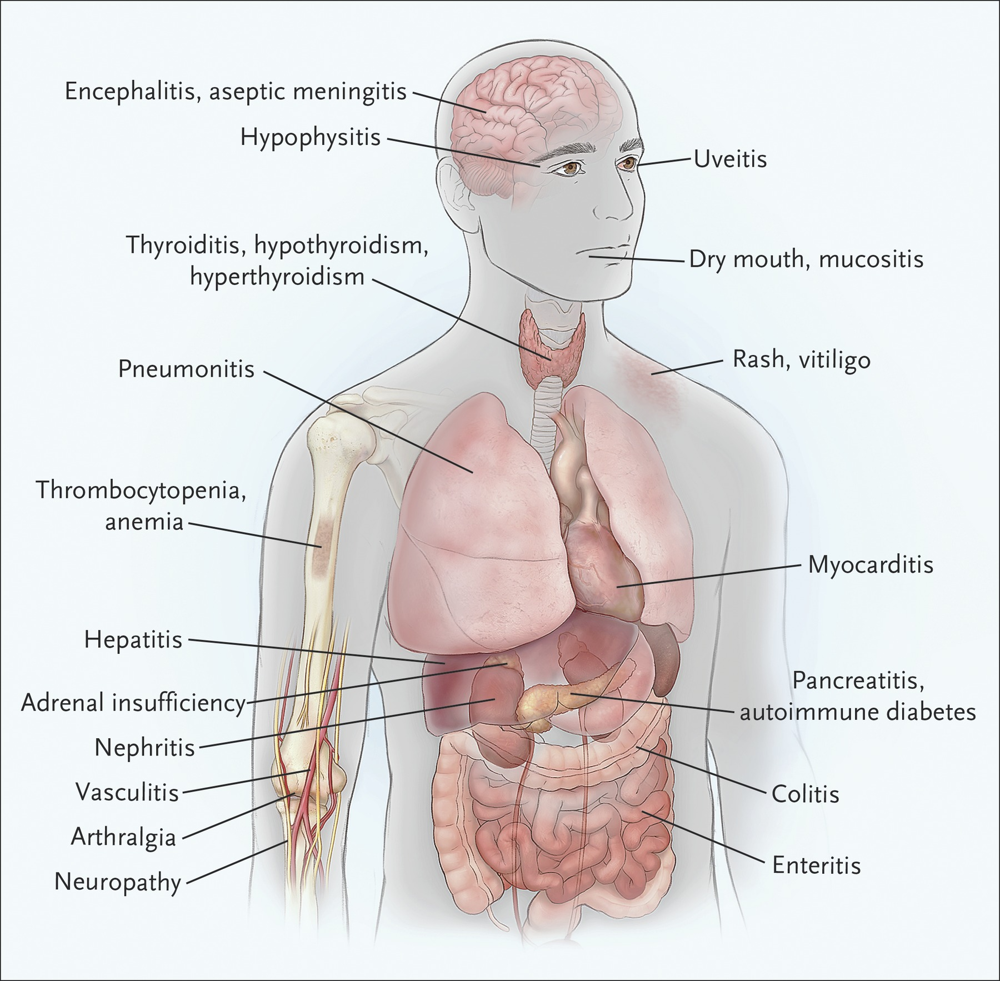 Encephalitis, aseptic meningitis
Hypophysitis
Uveitis
Thyroiditis, hypothyroidism,
hyperthyroidism
Dry mouth, mucositis
Pneumonitis
Rash, vitiligo
Thrombocytopenia,
anemia
Myocarditis
Hepatitis
Adrenal insufficiency
Pancreatitis,
autoimmune diabetes
Nephritis
Vasculitis
Colitis
Arthralgia
Enteritis
Neuropathy